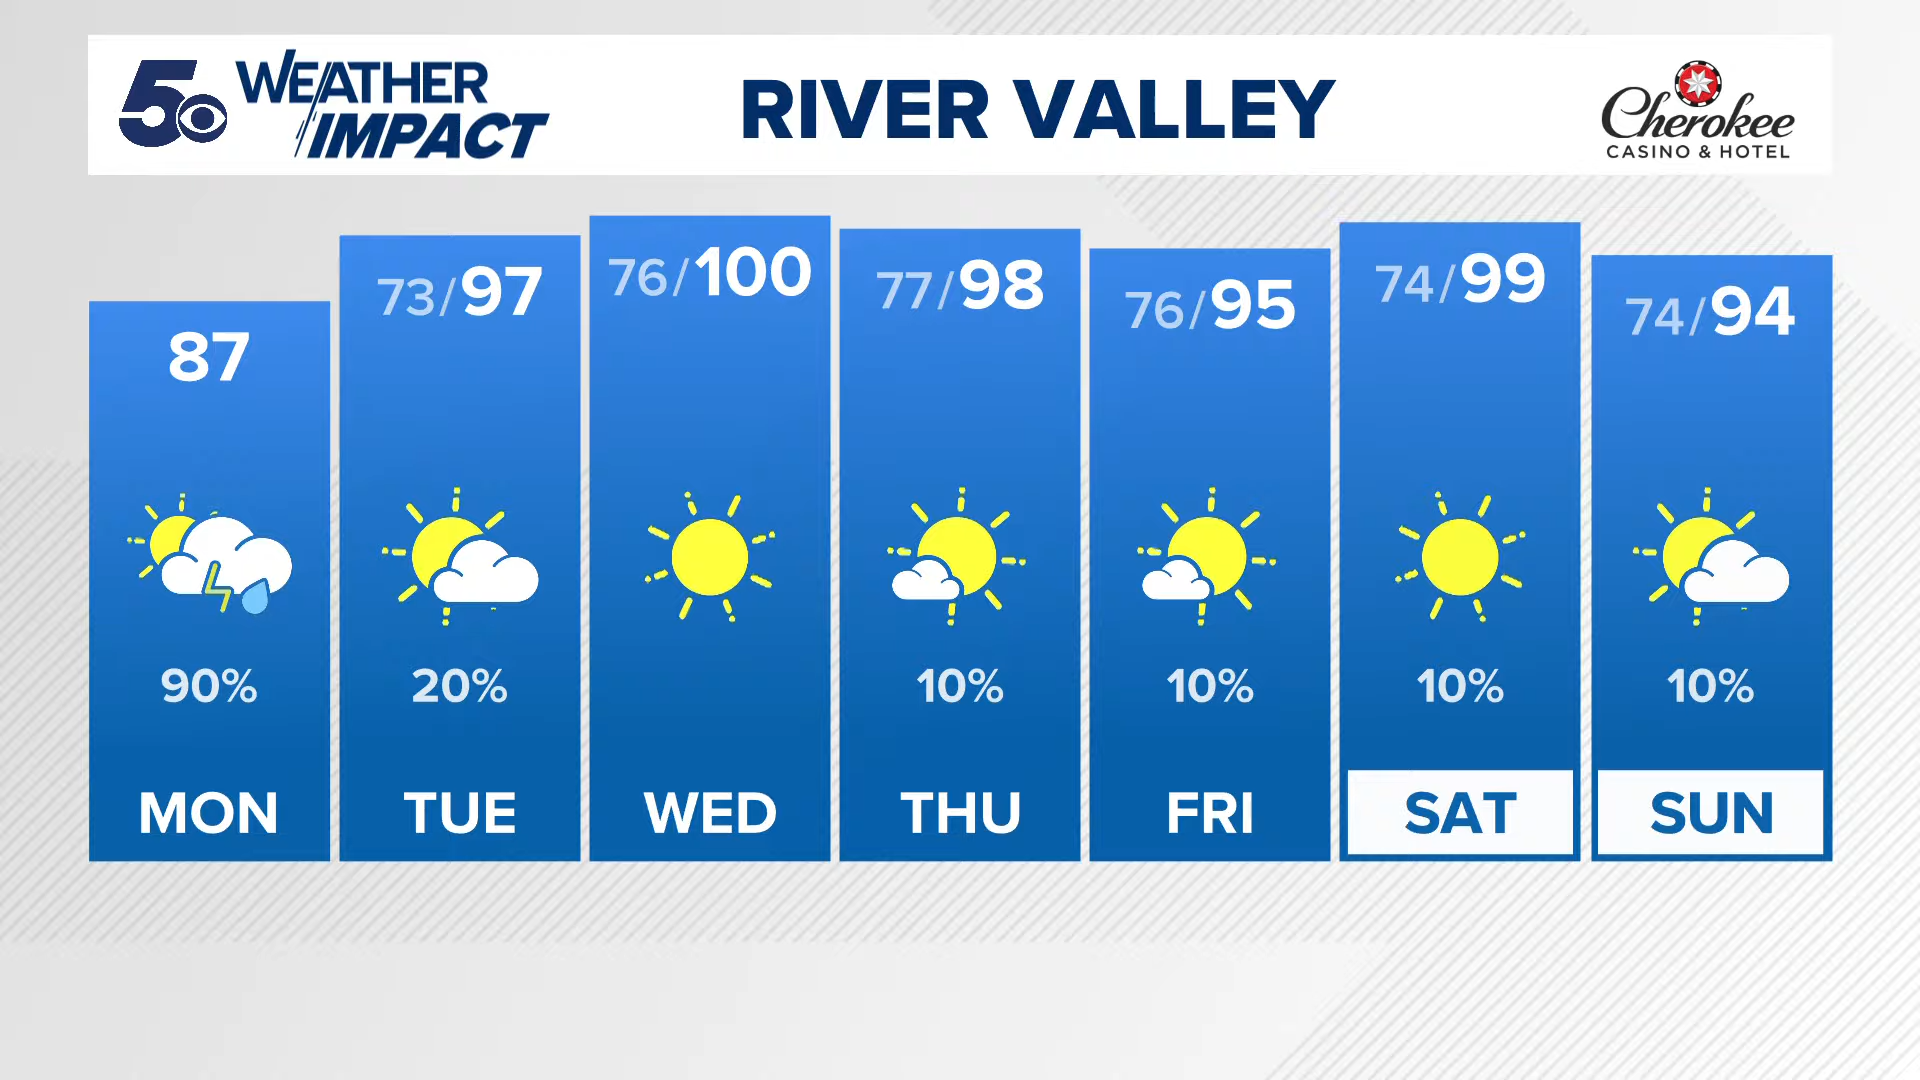 5 WEATHER IMPACT
RIVER VALLEY
Cherokee
CASINO & HOTEL
87
73/97
76/100
77/98
76/95
74/99
74/94
90%
20%
10%
10%
10%
10%
MON
TUE
WED
THU
FRI
SAT
SUN